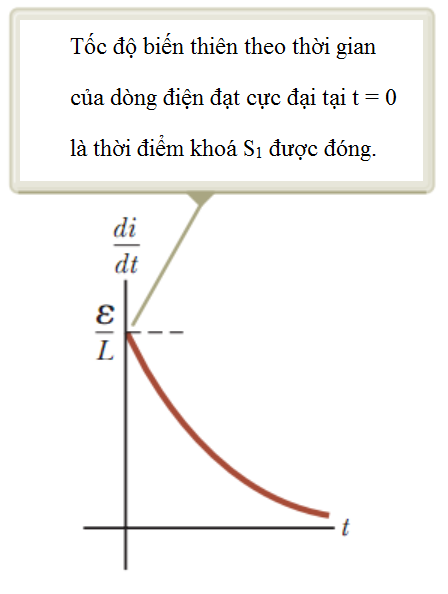 Tốc độ biến thiên theo thời gian
của dòng điện đạt cực đại tại t = 0
là thời điểm khoá S₁ được đóng.
di
dt
ε
L
t